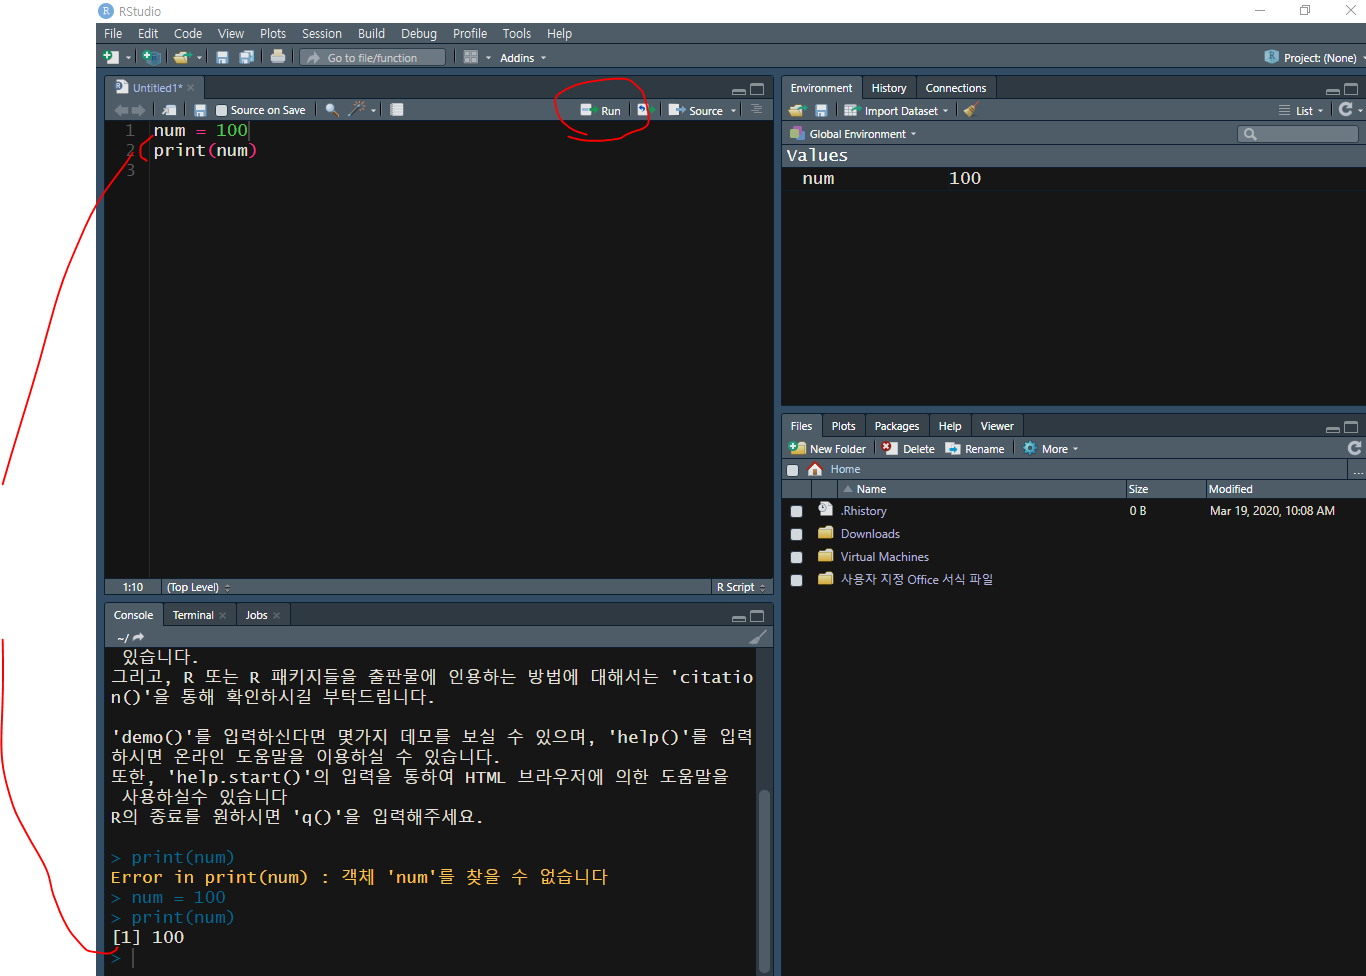 RStudio
File Edit Code View Plots Session Build Debug Profile Tools Help
Go to file/function Addins Project: (None)
Untitled1*
Source on Save Run Source
1 num = 100
2 print(num)
3
1:10 (Top Level) R Script
Console Terminal Jobs
~/
있습니다.
그리고, R 또는 R 패키지들을 출판물에 인용하는 방법에 대해서는 'citatio
n()'을 통해 확인하시길 부탁드립니다.
'demo()'를 입력하신다면 몇가지 데모를 보실 수 있으며, 'help()'를 입력
하시면 온라인 도움말을 이용하실 수 있습니다.
또한, 'help.start()'의 입력을 통하여 HTML 브라우저에 의한 도움말을
사용하실수 있습니다
R의 종료를 원하시면 'q()'을 입력해주세요.
> print(num)
Error in print(num) : 객체 'num'를 찾을 수 없습니다
> num = 100
> print(num)
[1] 100
>
Environment History Connections
Import Dataset List
Global Environment
Values
num 100
Files Plots Packages Help Viewer
New Folder Delete Rename More
Home ...
Name Size Modified
.Rhistory 0 B Mar 19, 2020, 10:08 AM
Downloads
Virtual Machines
사용자 지정 Office 서식 파일